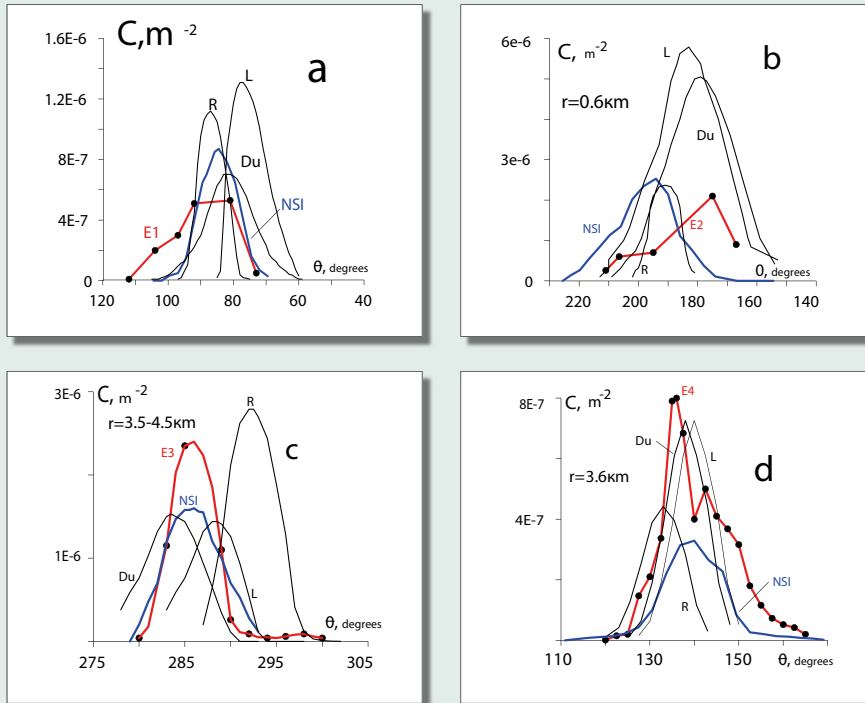 C,m -2
a
1.6E-6
1.2E-6
8E-7
4E-7
0
R
L
Du
E1
NSI
θ, degrees
120 100 80 60 40
C, m-2
b
r=0.6км
6e-6
3e-6
0
L
Du
NSI
E2
R
0, degrees
220 200 180 160 140
C, m-2
c
r=3.5-4.5км
3E-6
1E-6
E3
R
NSI
Du
L
θ, degrees
275 285 295 305
C, m-2
d
r=3.6км
8E-7
4E-7
E4
Du
L
R
NSI
θ, degrees
110 130 150